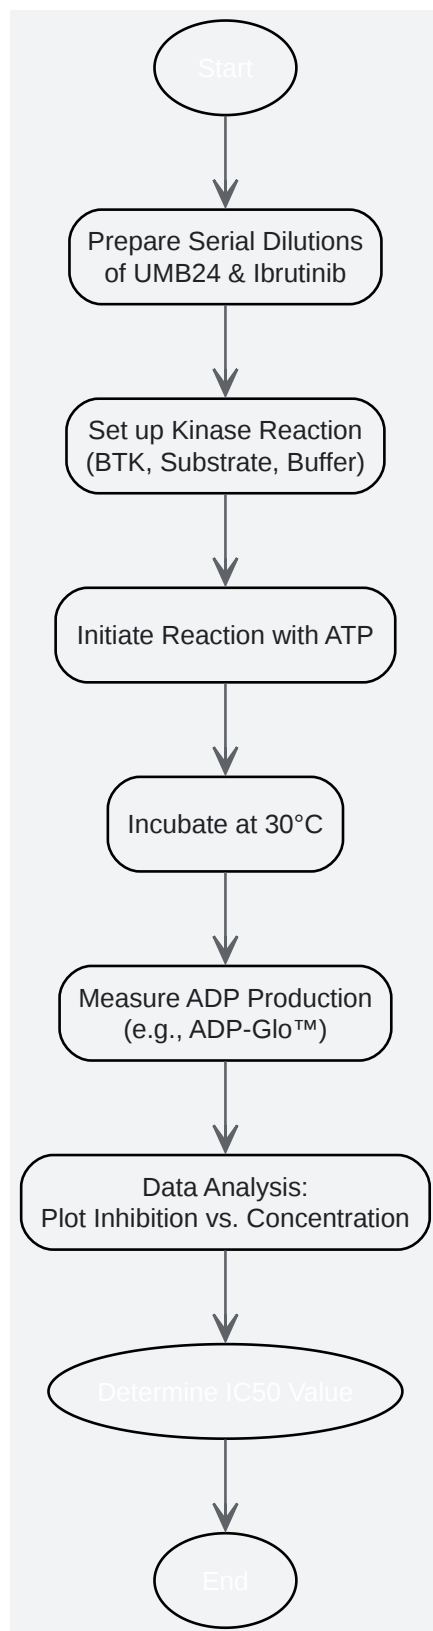 Start
Prepare Serial Dilutions
of UMB24 & Ibrutinib
Set up Kinase Reaction
(BTK, Substrate, Buffer)
Initiate Reaction with ATP
Incubate at 30°C
Measure ADP Production
(e.g., ADP-Glo™)
Data Analysis:
Plot Inhibition vs. Concentration
Determine IC50 Value
End